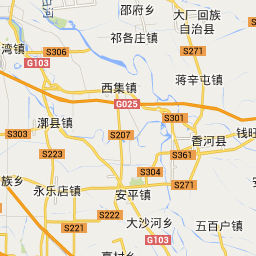 邵府乡
大厂回族
自治县
祁各庄镇
湾镇
S306
G103
S271
蒋辛屯镇
西集镇
G025
S301
漷县镇
S303
S207
香河县
钱旺
S223
S361
S304
S271
族乡
永乐店镇
安平镇
S222
大沙河乡
五百户镇
S221
G103